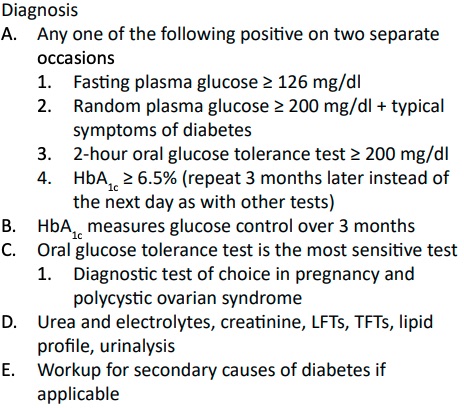 Diagnosis
A. Any one of the following positive on two separate
occasions
1. Fasting plasma glucose ≥ 126 mg/dl
2. Random plasma glucose ≥ 200 mg/dl + typical
symptoms of diabetes
3. 2-hour oral glucose tolerance test ≥ 200 mg/dl
4. HbA1c ≥ 6.5% (repeat 3 months later instead of
the next day as with other tests)
B. HbA1c measures glucose control over 3 months
C. Oral glucose tolerance test is the most sensitive test
1. Diagnostic test of choice in pregnancy and
polycystic ovarian syndrome
D. Urea and electrolytes, creatinine, LFTs, TFTs, lipid
profile, urinalysis
E. Workup for secondary causes of diabetes if
applicable